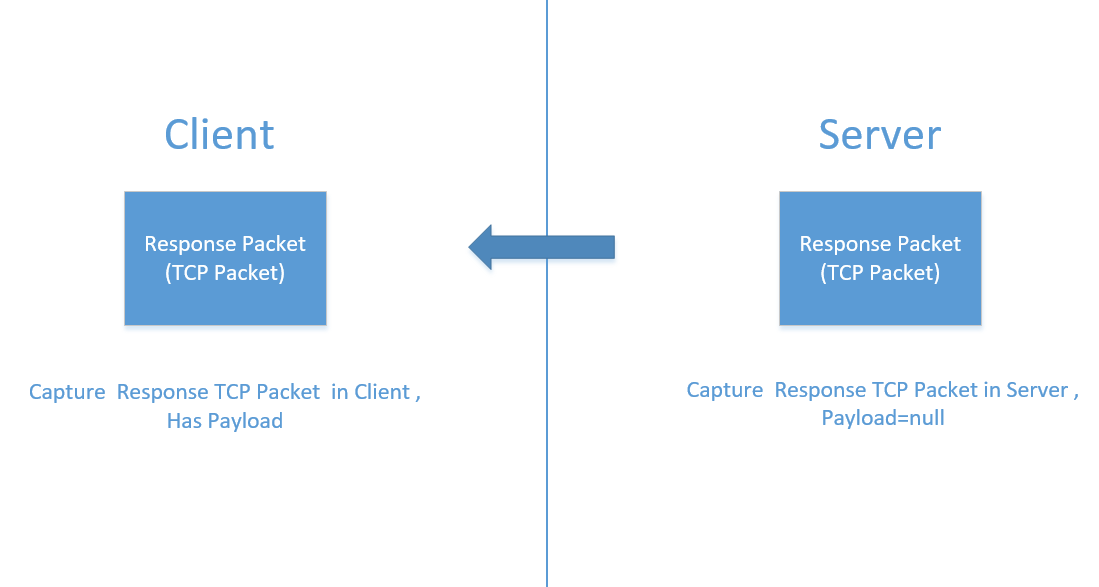 Client
Response Packet
(TCP Packet)
Capture  Response TCP Packet  in Client ,
Has Payload
Server
Response Packet
(TCP Packet)
Capture  Response TCP Packet in Server ,
Payload=null